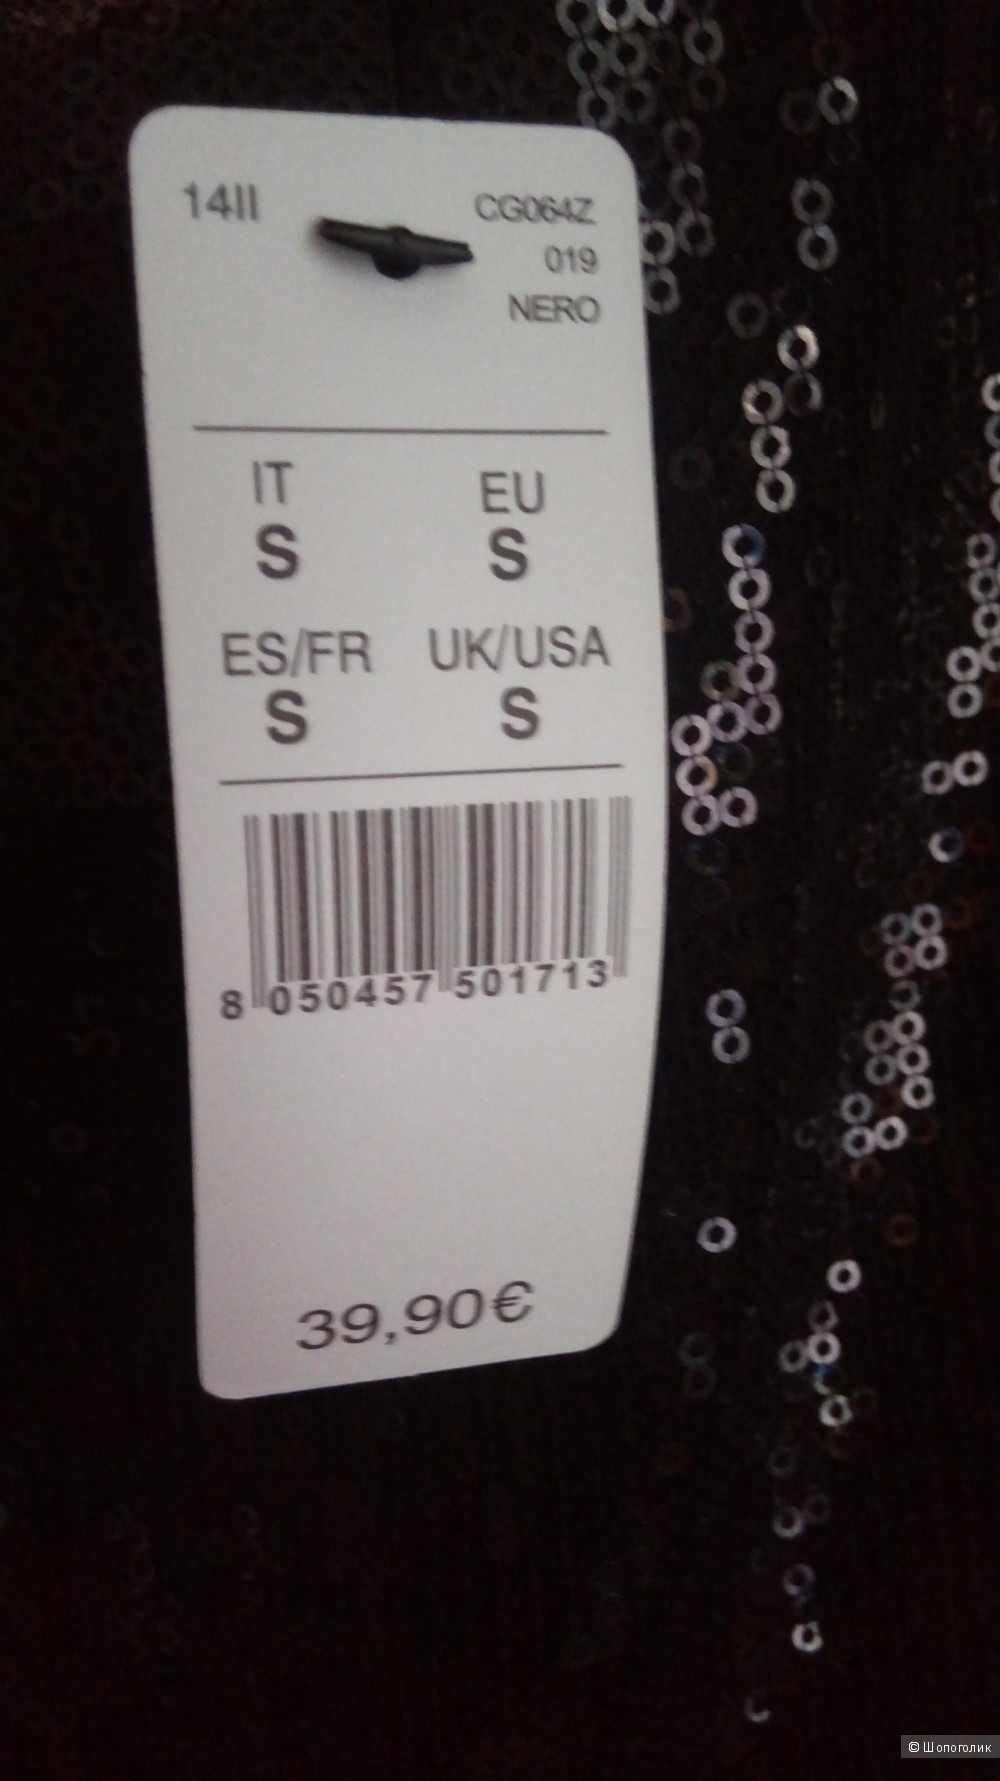 14II
CG064Z
019
NERO
IT EU
S S
ES/FR UK/USA
S S
8 050457 501713
39,90€
© Шопоголик